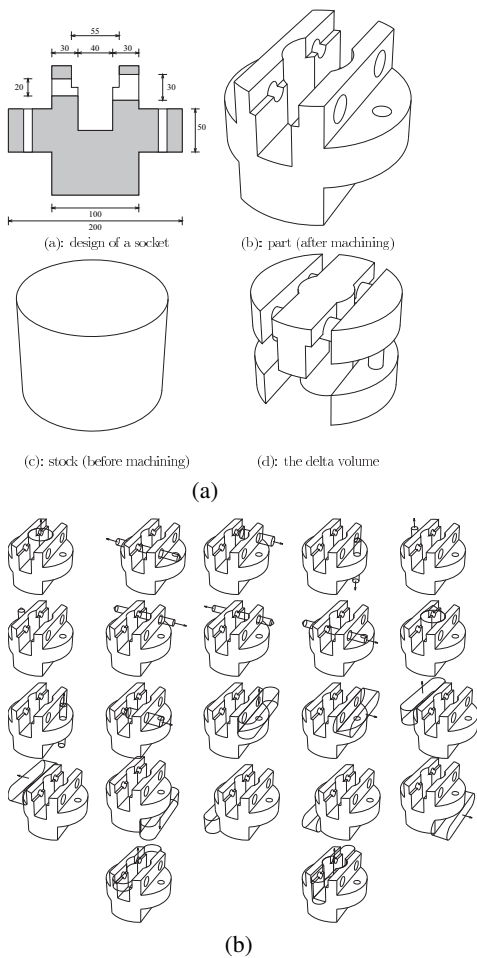 55
30 40 30
20
30
50
100
200
(a): design of a socket (b): part (after machining)
(c): stock (before machining) (d): the delta volume
(a)
(b)